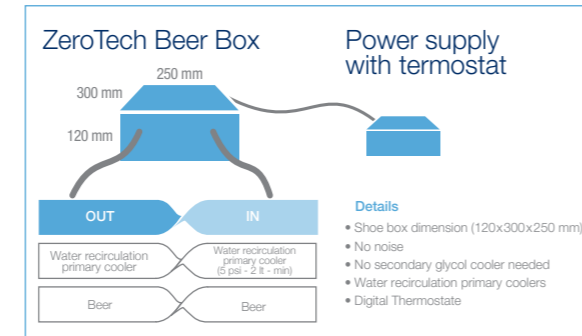 ZeroTech Beer Box
Power supply
with termostat
250 mm
300 mm
120 mm
OUT
IN
Water recirculation
primary cooler
Water recirculation
primary cooler
(5 psi - 2 lt - min)
Beer
Beer
Details
• Shoe box dimension (120x300x250 mm)
• No noise
• No secondary glycol cooler needed
• Water recirculation primary coolers
• Digital Thermostate